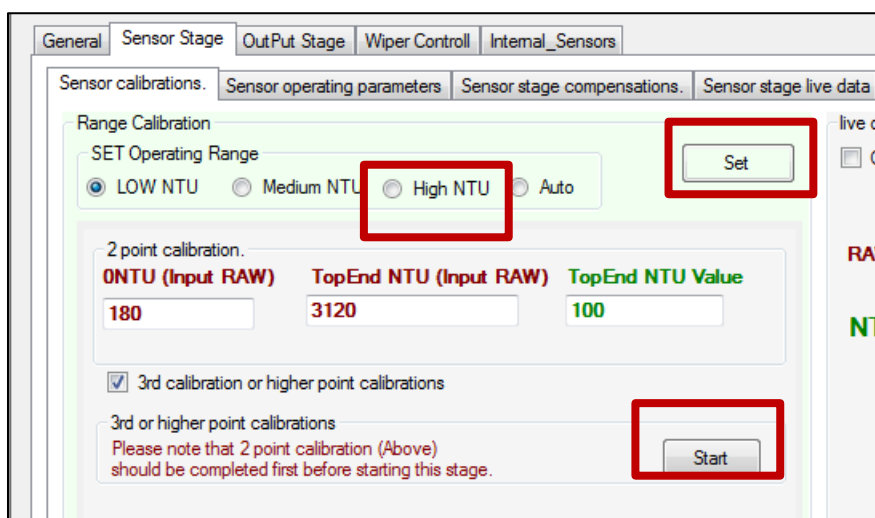 General Sensor Stage OutPut Stage Wiper Controll Internal_Sensors
Sensor calibrations. Sensor operating parameters Sensor stage compensations. Sensor stage live data
Range Calibration
SET Operating Range
LOW NTU Medium NTU High NTU Auto
Set
live
2 point calibration.
0NTU (Input RAW) TopEnd NTU (Input RAW) TopEnd NTU Value
180 3120 100
3rd calibration or higher point calibrations
3rd or higher point calibrations
Please note that 2 point calibration (Above)
should be completed first before starting this stage.
Start